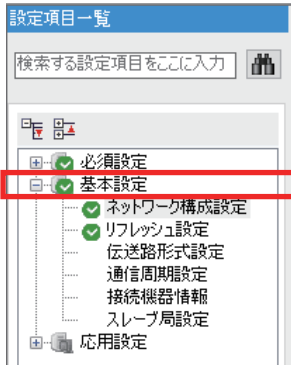 設定項目一覧
検索する設定項目をここに入力
必須設定
基本設定
ネットワーク構成設定
リフレッシュ設定
伝送路形式設定
通信周期設定
接続機器情報
スレーブ局設定
応用設定